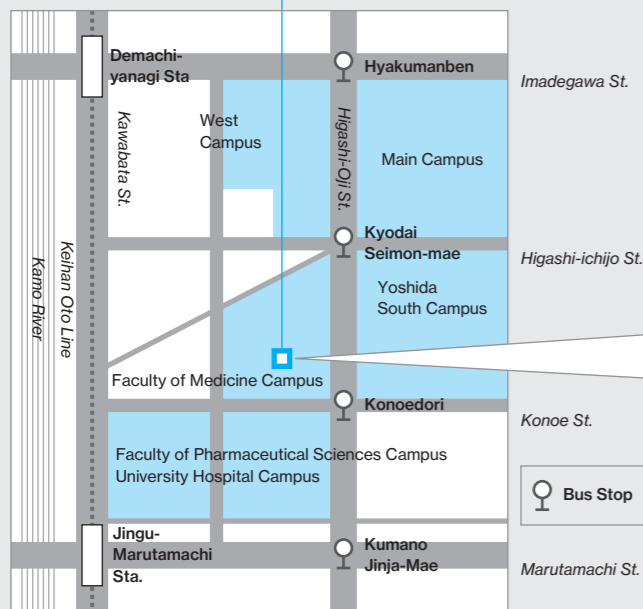 Demachi-
yanagi Sta
Hyakumanben
Imadegawa St.
West
Campus
Main Campus
Kawabata St.
Higashi-Oji St.
Kyodai
Seimon-mae
Higashi-ichijo St.
Kamo River
Keihan Oto Line
Yoshida
South Campus
Faculty of Medicine Campus
Konoedori
Konoe St.
Faculty of Pharmaceutical Sciences Campus
University Hospital Campus
Bus Stop
Jingu-
Marutamachi
Sta.
Kumano
Jinja-Mae
Marutamachi St.